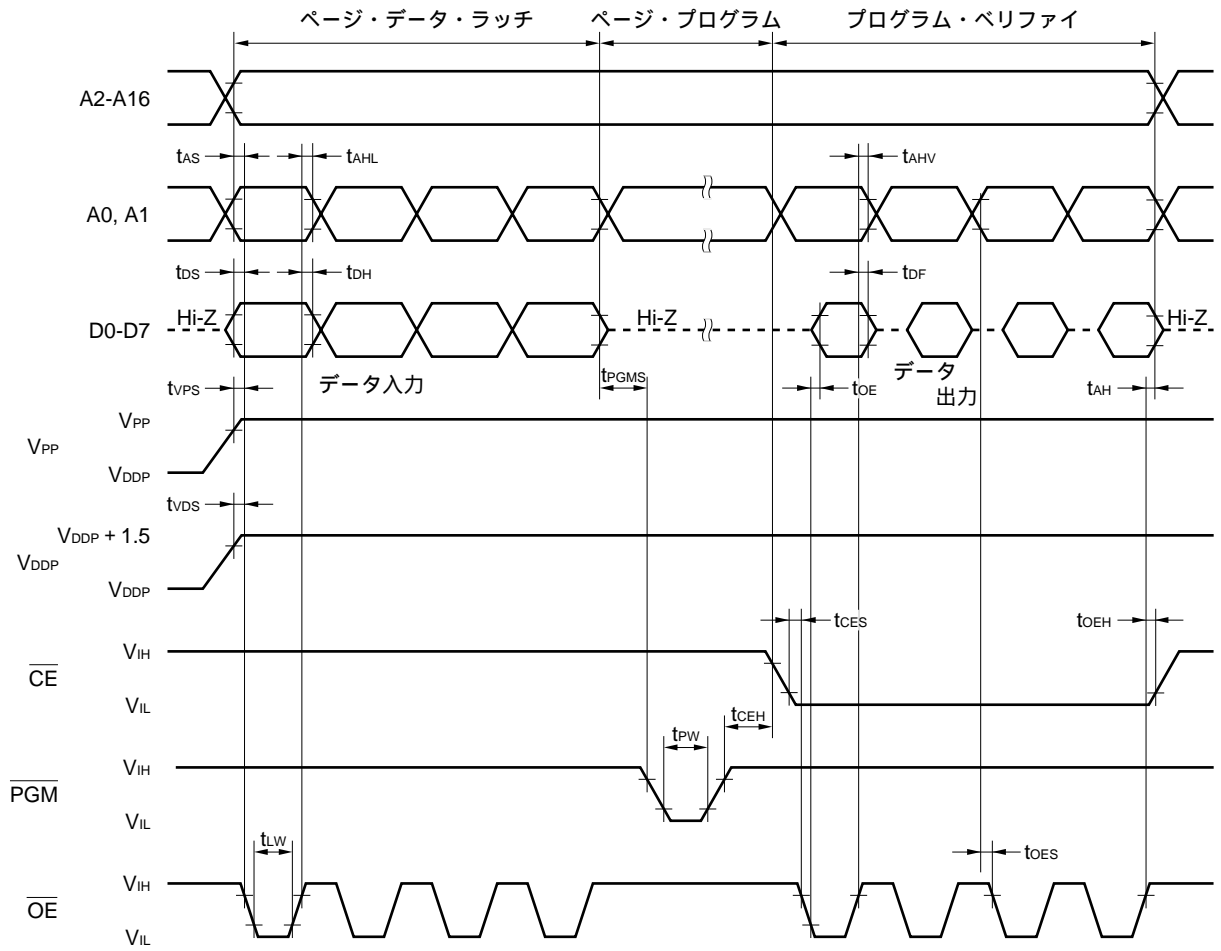 ページ・データ・ラッチ ページ・プログラム プログラム・ベリファイ
A2-A16
tAS tAHL tAHV
A0, A1
tDS tDH tDF
Hi-Z Hi-Z Hi-Z
D0-D7
データ入力 データ
出力
tVPS tPGMS tOE tAH
VPP
VPP
VDDP
tVDS
VDDP + 1.5
VDDP
VDDP
tCES tOEH
VIH
CE
VIL
tCEH
tPW
VIH
PGM
VIL
tLW tOES
VIH
OE
VIL